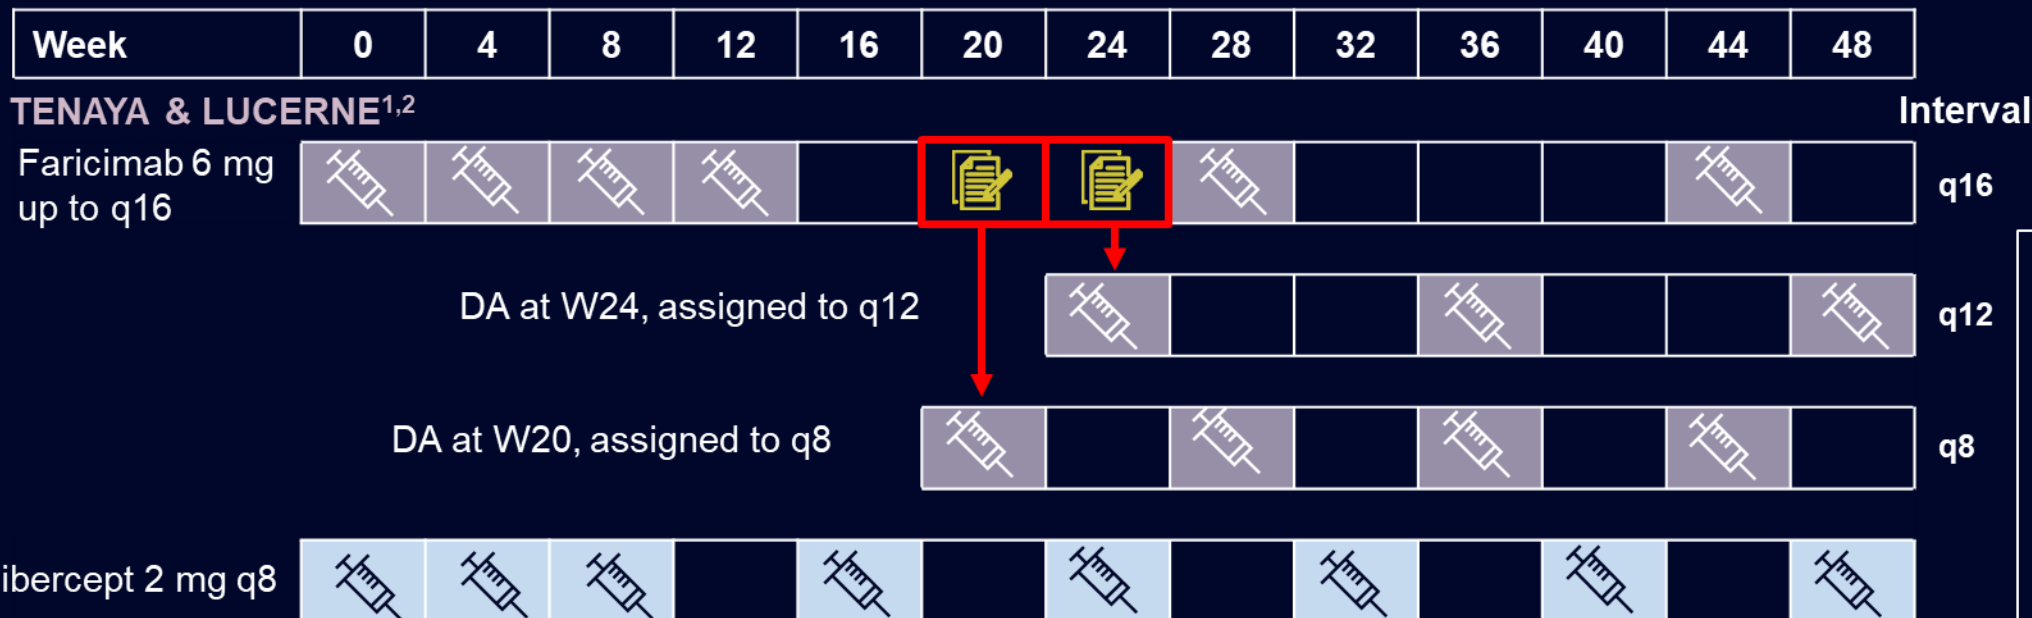 Week 0 4 8 12 16 20 24 28 32 36 40 44 48
TENAYA & LUCERNE1,2
Interval
Faricimab 6 mg
up to q16
q16
DA at W24, assigned to q12
q12
DA at W20, assigned to q8
q8
ibercept 2 mg q8